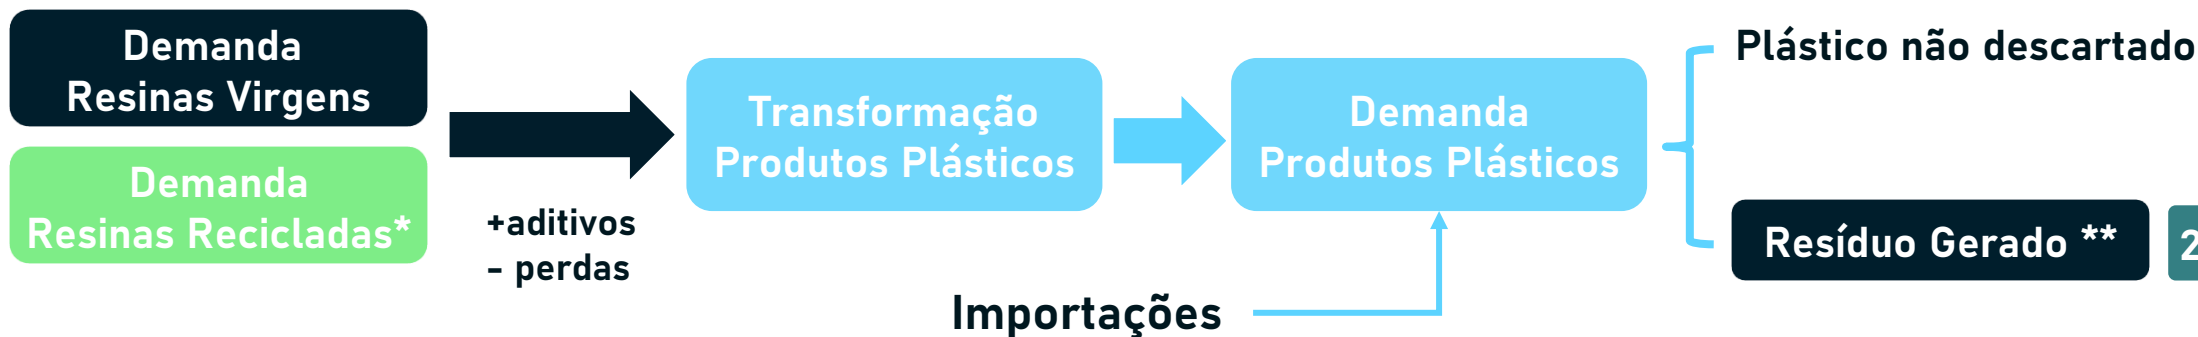 Demanda
Resinas Virgens
Demanda
Resinas Recicladas*
+aditivos
- perdas
Transformação
Produtos Plásticos
Importações
Demanda
Produtos Plásticos
Plástico não descartado
Resíduo Gerado **
2